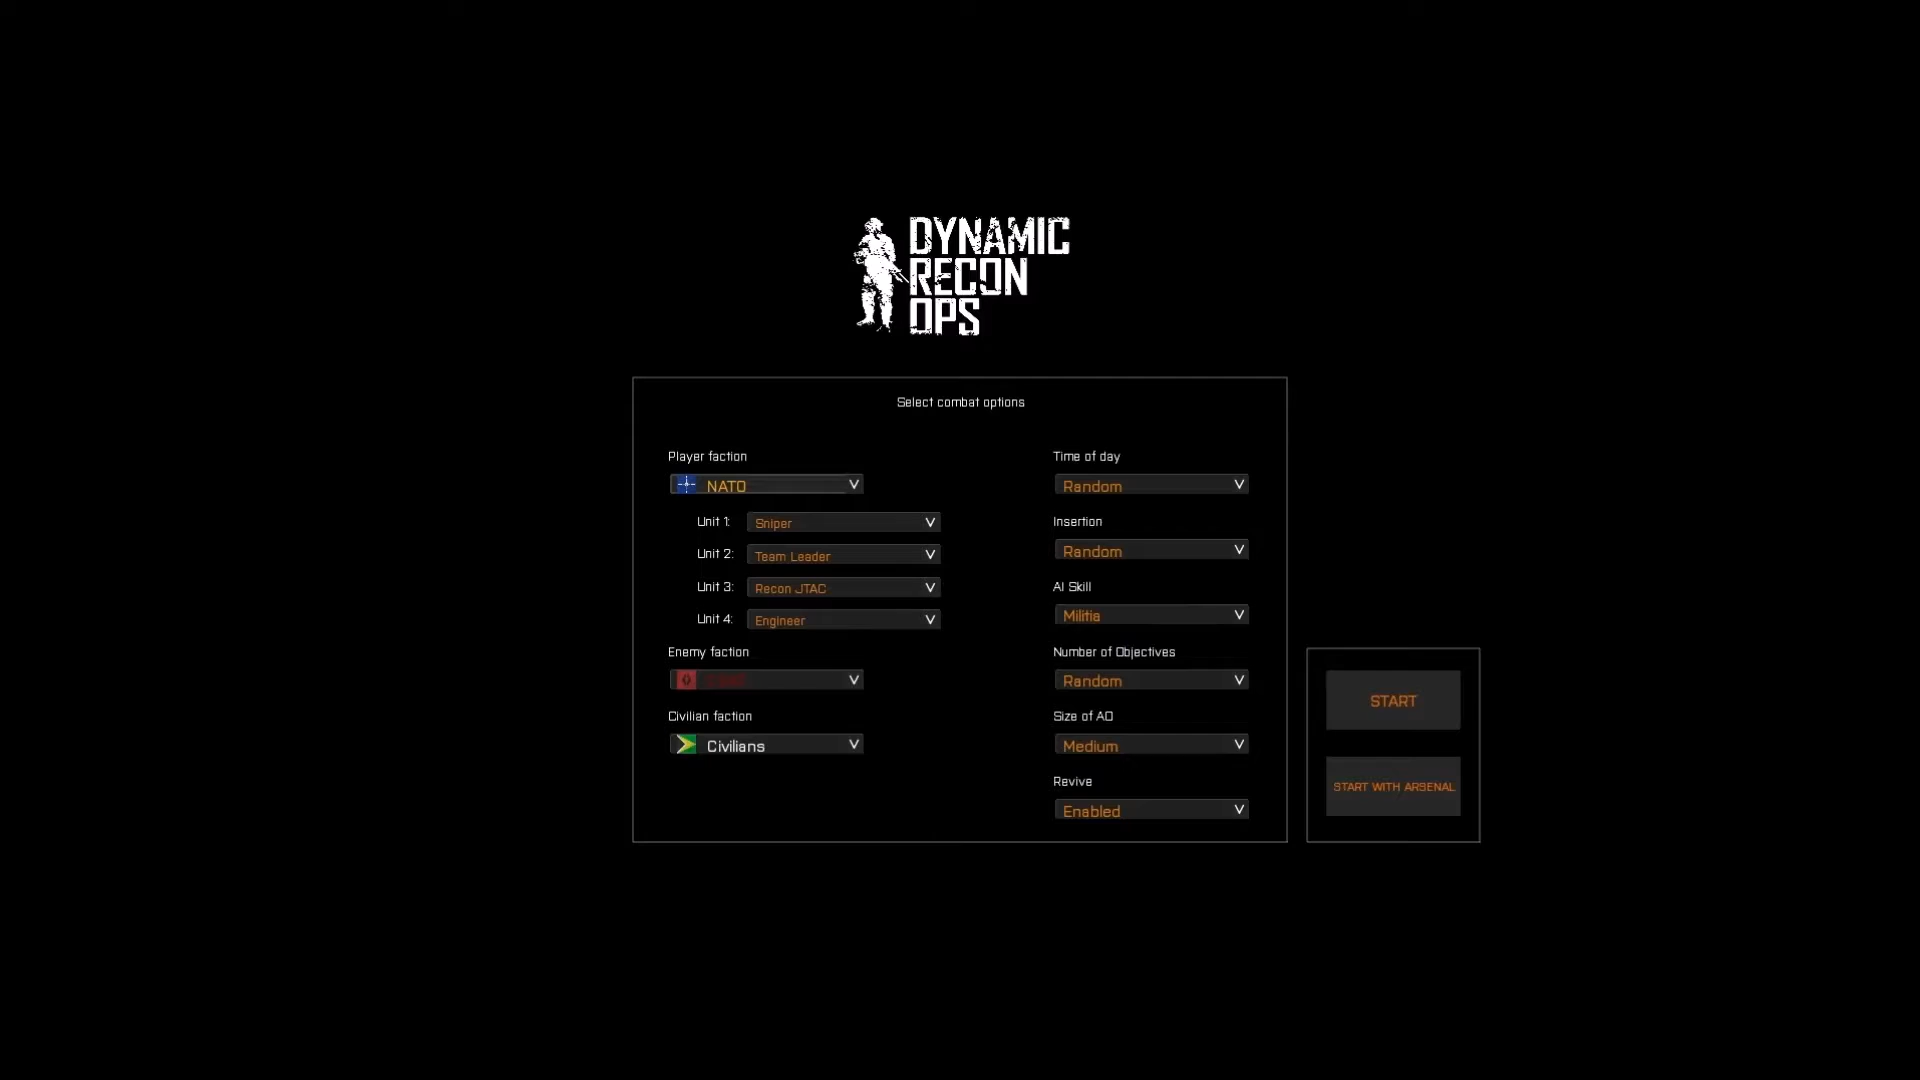 DYNAMIC
RECON
OPS
Select combat options
Player faction
NATO
Unit 1:
Sniper
Unit 2:
Team Leader
Unit 3:
Recon JTAC
Unit 4:
Engineer
Enemy faction
Civilian faction
Civilians
Time of day
Random
Insertion
Random
AI Skill
Militia
Number of Objectives
Random
Size of AO
Medium
Revive
Enabled
START
START WITH ARSENAL